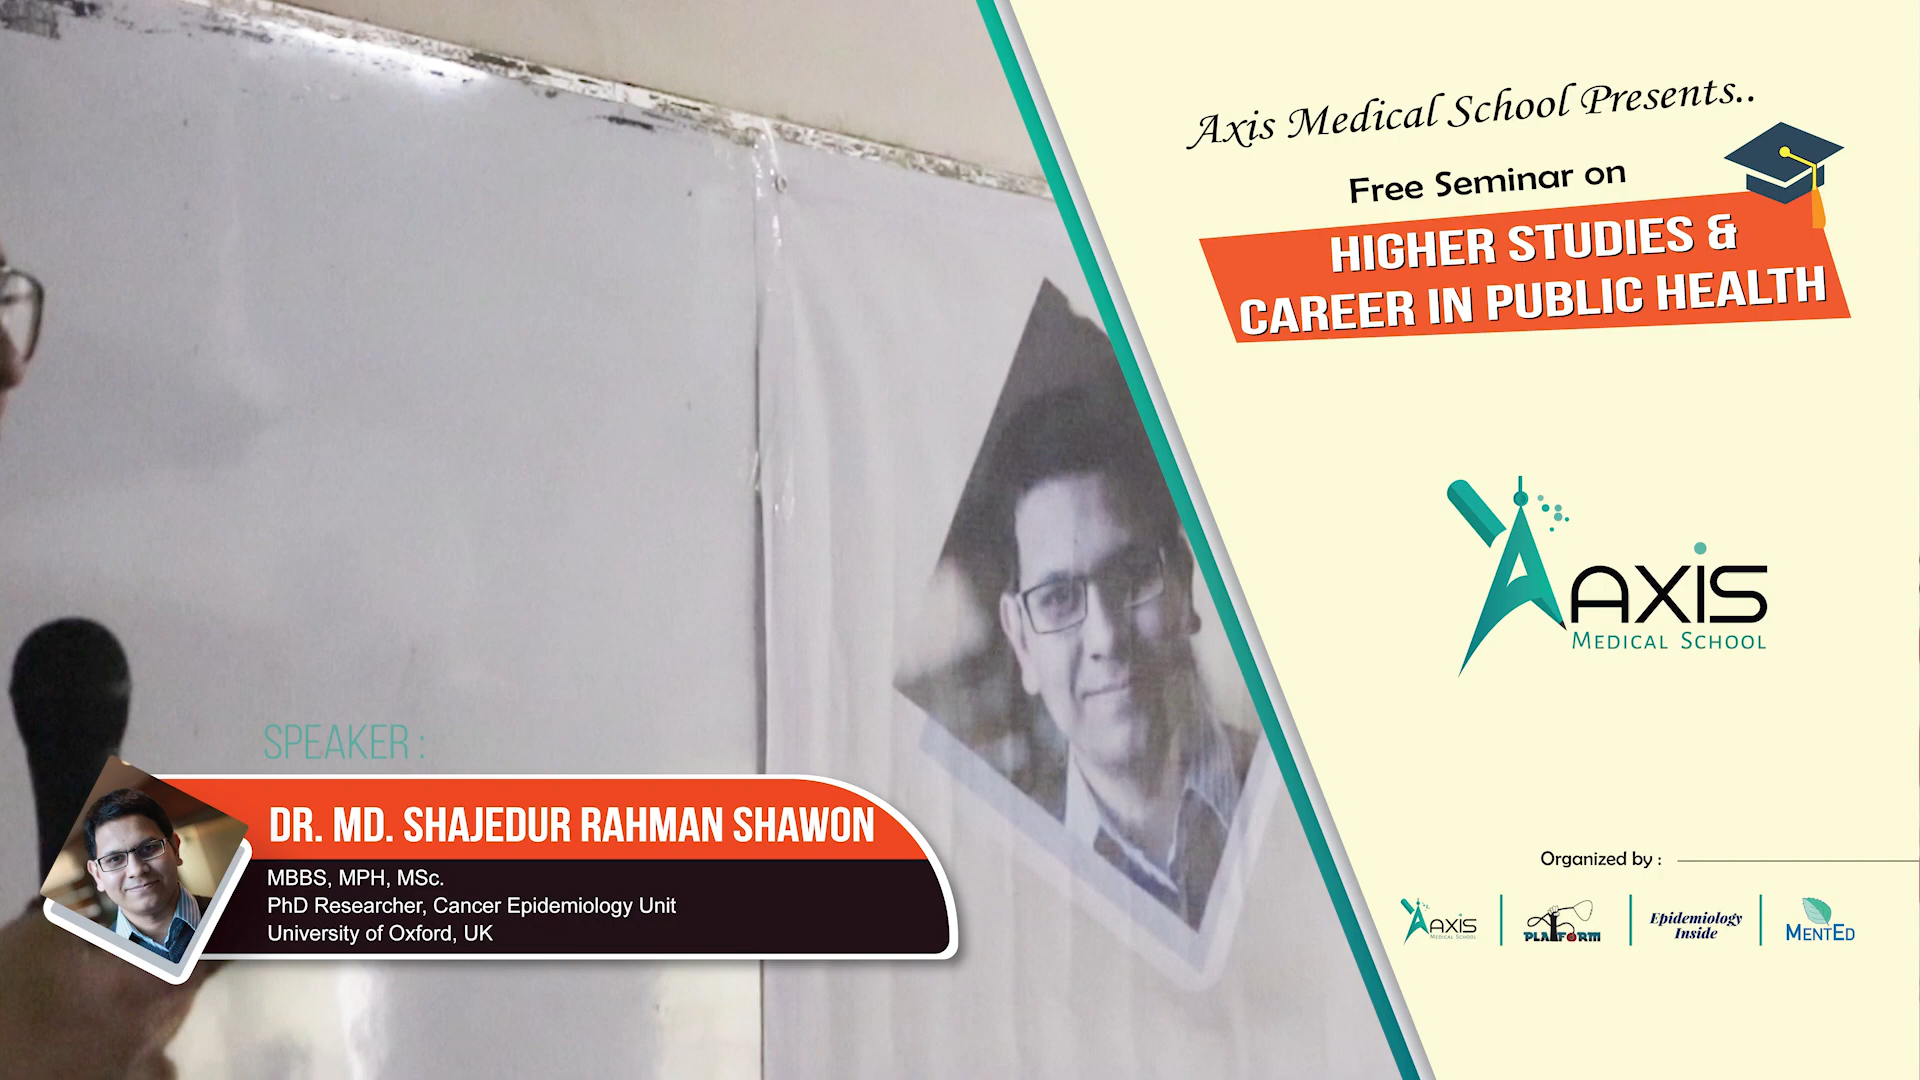 Axis Medical School Presents..
Free Seminar on
HIGHER STUDIES &
CAREER IN PUBLIC HEALTH
AXIS
MEDICAL SCHOOL
SPEAKER :
DR. MD. SHAJEDUR RAHMAN SHAWON
MBBS, MPH, MSc.
PhD Researcher, Cancer Epidemiology Unit
University of Oxford, UK
Organized by :
AXIS
MEDICAL SCHOOL
PLATFORM
Epidemiology
Inside
MENTED